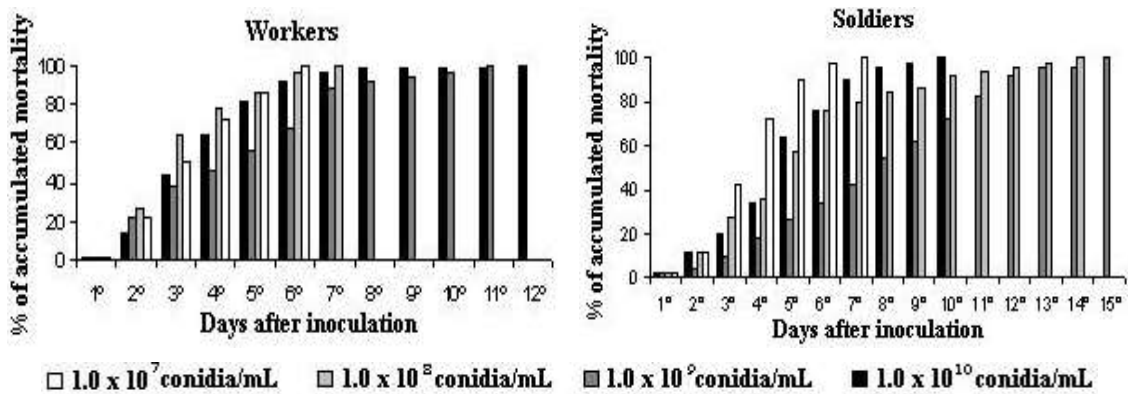 Workers
% of accumulated mortality
100
80
60
40
20
0
1º 2º 3º 4º 5º 6º 7º 8º 9º 10º 11º 12º
Days after inoculation
Soldiers
% of accumulated mortality
100
80
60
40
20
0
1º 2º 3º 4º 5º 6º 7º 8º 9º 10º 11º 12º 13º 14º 15º
Days after inoculation
1.0 x 10⁷ conidia/mL 1.0 x 10⁸ conidia/mL 1.0 x 10⁹ conidia/mL 1.0 x 10¹⁰ conidia/mL